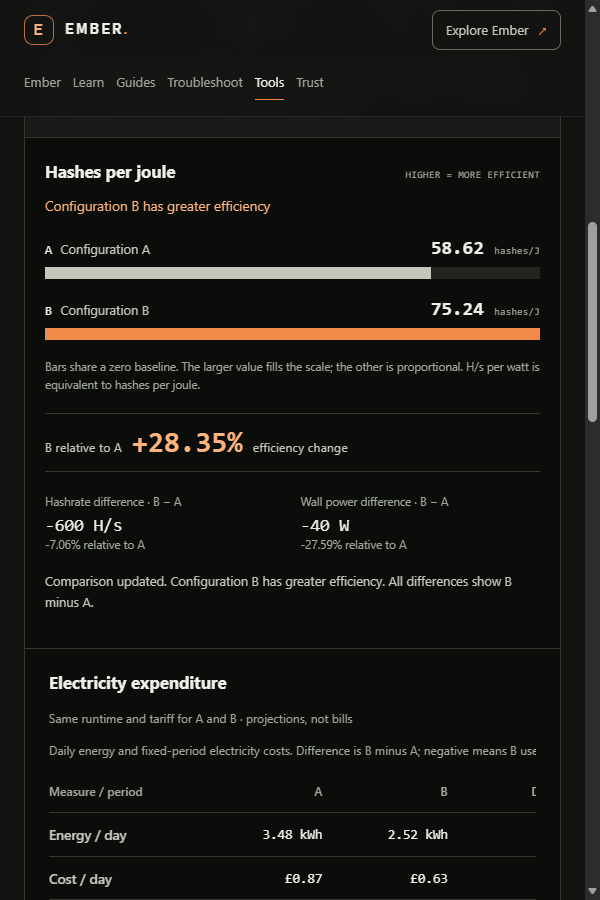 E EMBER.
Explore Ember ↗
Ember Learn Guides Troubleshoot Tools Trust
Hashes per joule
HIGHER = MORE EFFICIENT
Configuration B has greater efficiency
A Configuration A 58.62 hashes/J
B Configuration B 75.24 hashes/J
Bars share a zero baseline. The larger value fills the scale; the other is proportional. H/s per watt is
equivalent to hashes per joule.
B relative to A +28.35% efficiency change
Hashrate difference · B − A
-600 H/s
-7.06% relative to A
Wall power difference · B − A
-40 W
-27.59% relative to A
Comparison updated. Configuration B has greater efficiency. All differences show B
minus A.
Electricity expenditure
Same runtime and tariff for A and B · projections, not bills
Daily energy and fixed-period electricity costs. Difference is B minus A; negative means B use
Measure / period A B
Energy / day 3.48 kWh 2.52 kWh
Cost / day £0.87 £0.63